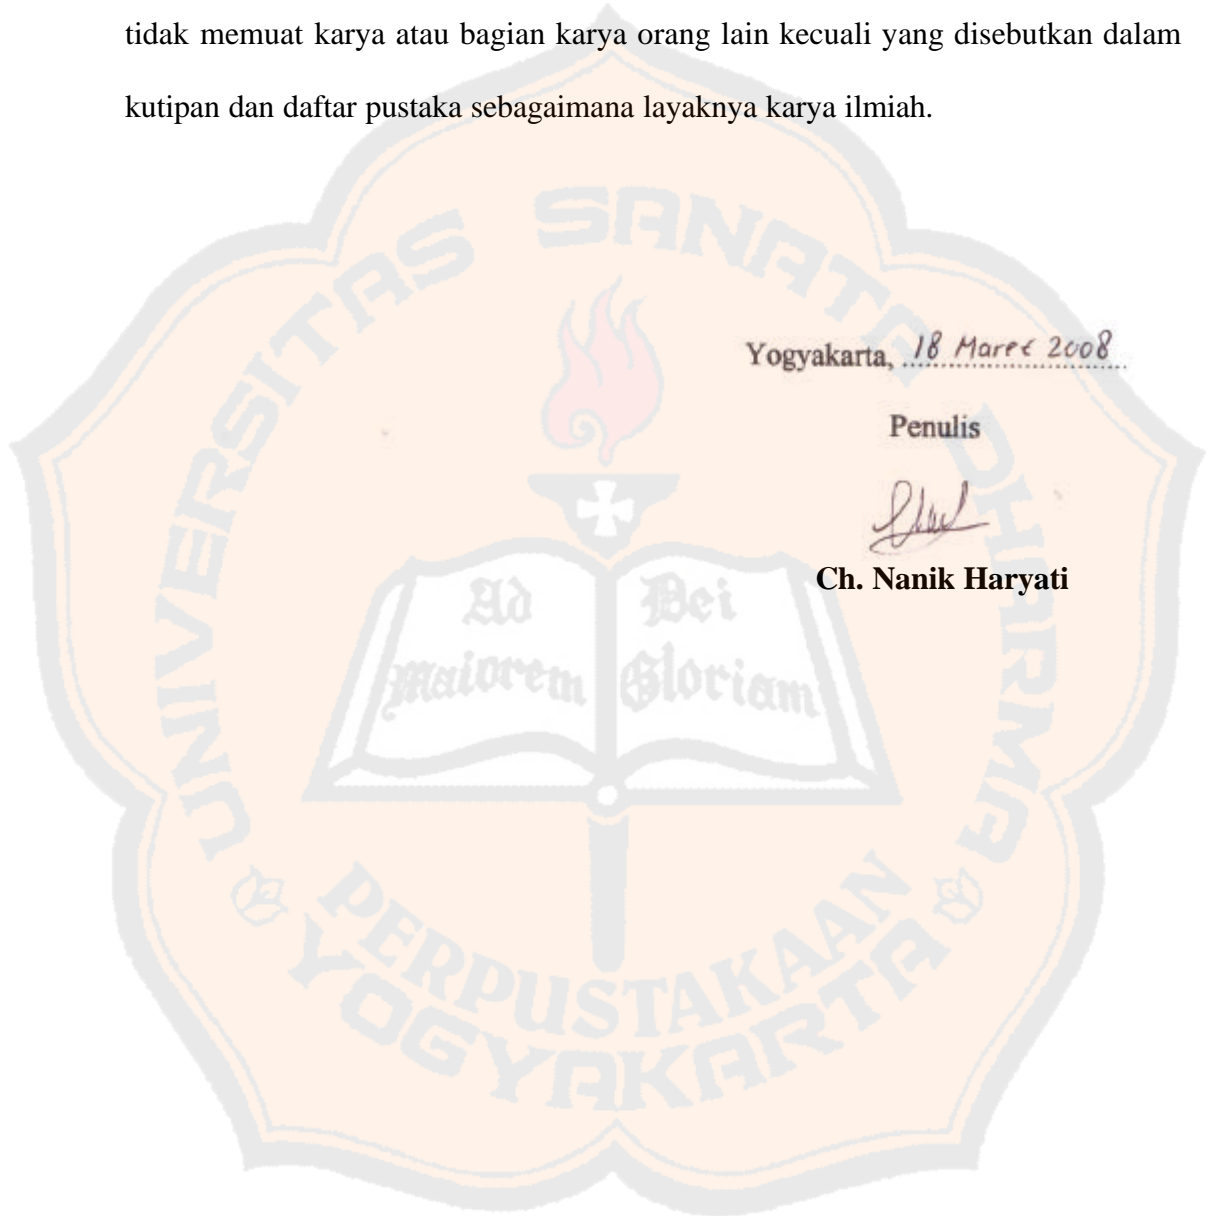 tidak memuat karya atau bagian karya orang lain kecuali yang disebutkan dalam
kutipan dan daftar pustaka sebagaimana layaknya karya ilmiah.
UNIVERSITAS SANATA DHARMA
Yogyakarta, 18 Maret 2008
Penulis
Ch. Nanik Haryati
Ad Dei
Maiorem Gloriam
PERPUSTAKAAN
YOGYAKARTA